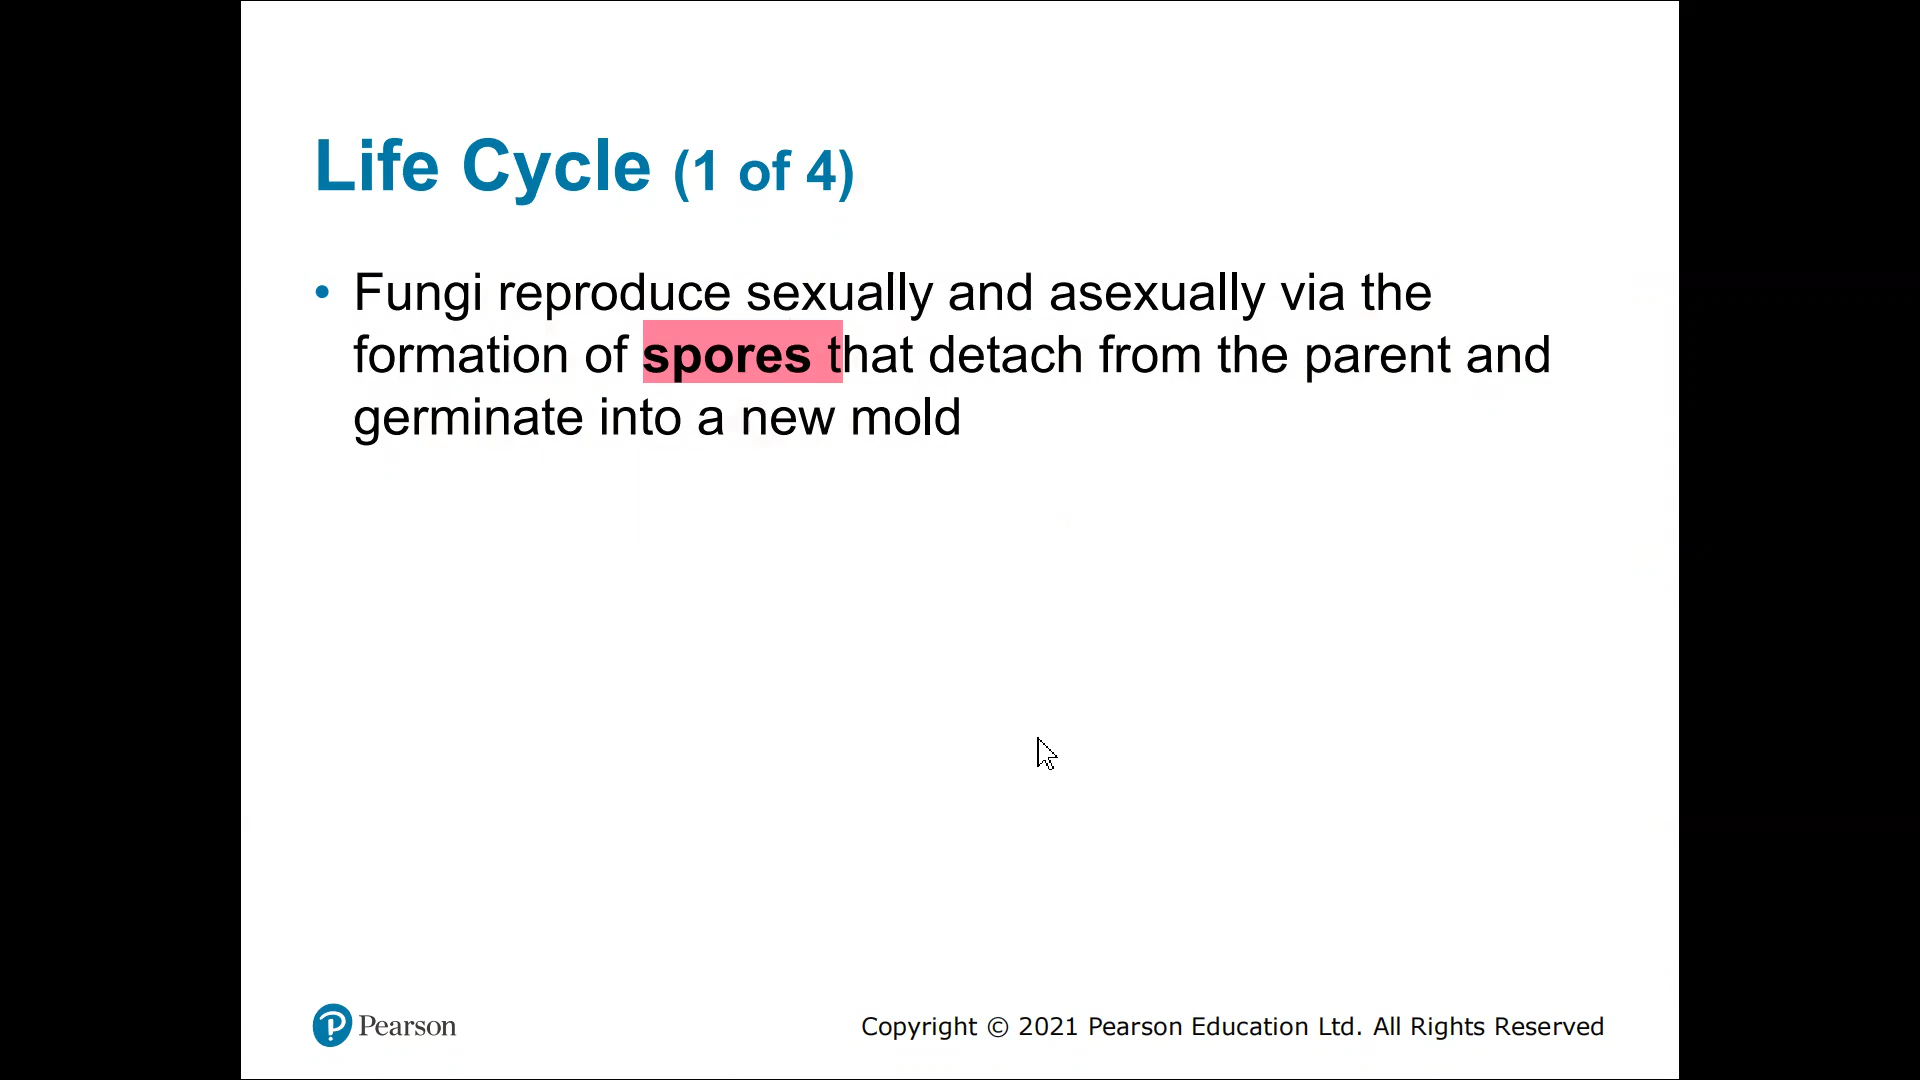 Life Cycle (1 of 4)
• Fungi reproduce sexually and asexually via the
formation of spores that detach from the parent and
germinate into a new mold
Pearson
Copyright © 2021 Pearson Education Ltd. All Rights Reserved